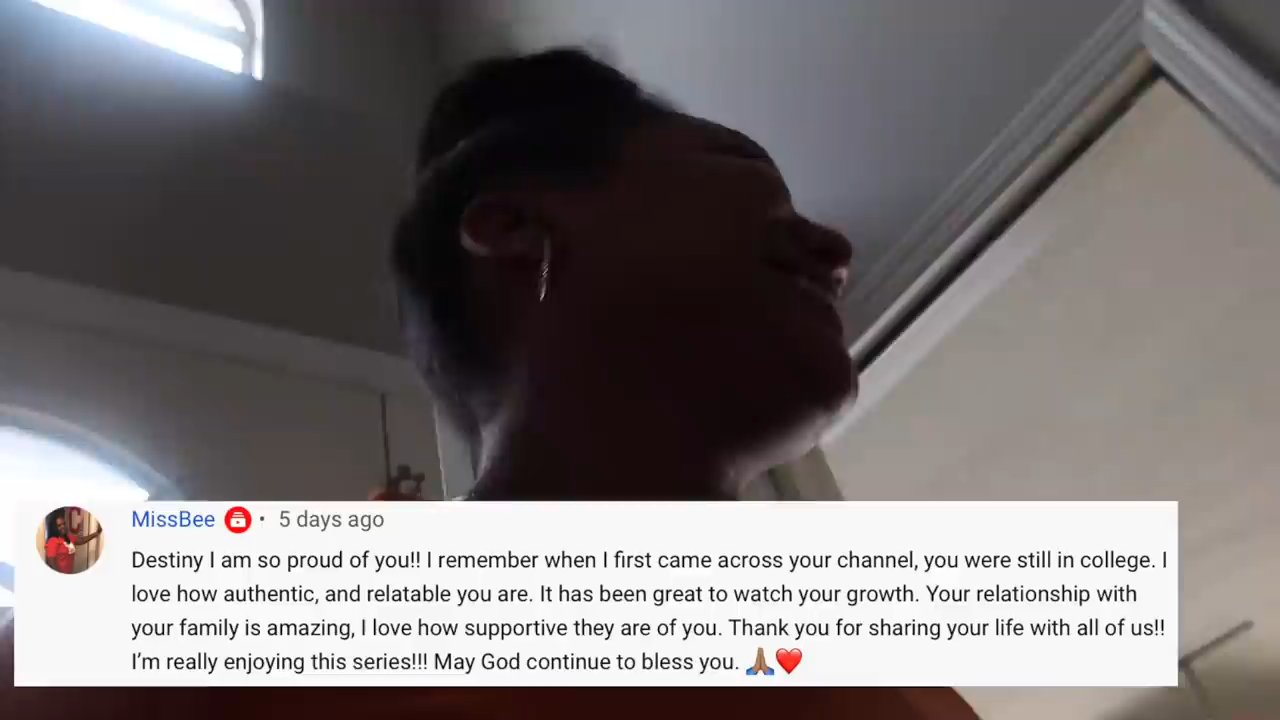 MissBee • 5 days ago
Destiny I am so proud of you!! I remember when I first came across your channel, you were still in college. I
love how authentic, and relatable you are. It has been great to watch your growth. Your relationship with
your family is amazing, I love how supportive they are of you. Thank you for sharing your life with all of us!!
I’m really enjoying this series!!! May God continue to bless you. 🙏🏽❤️